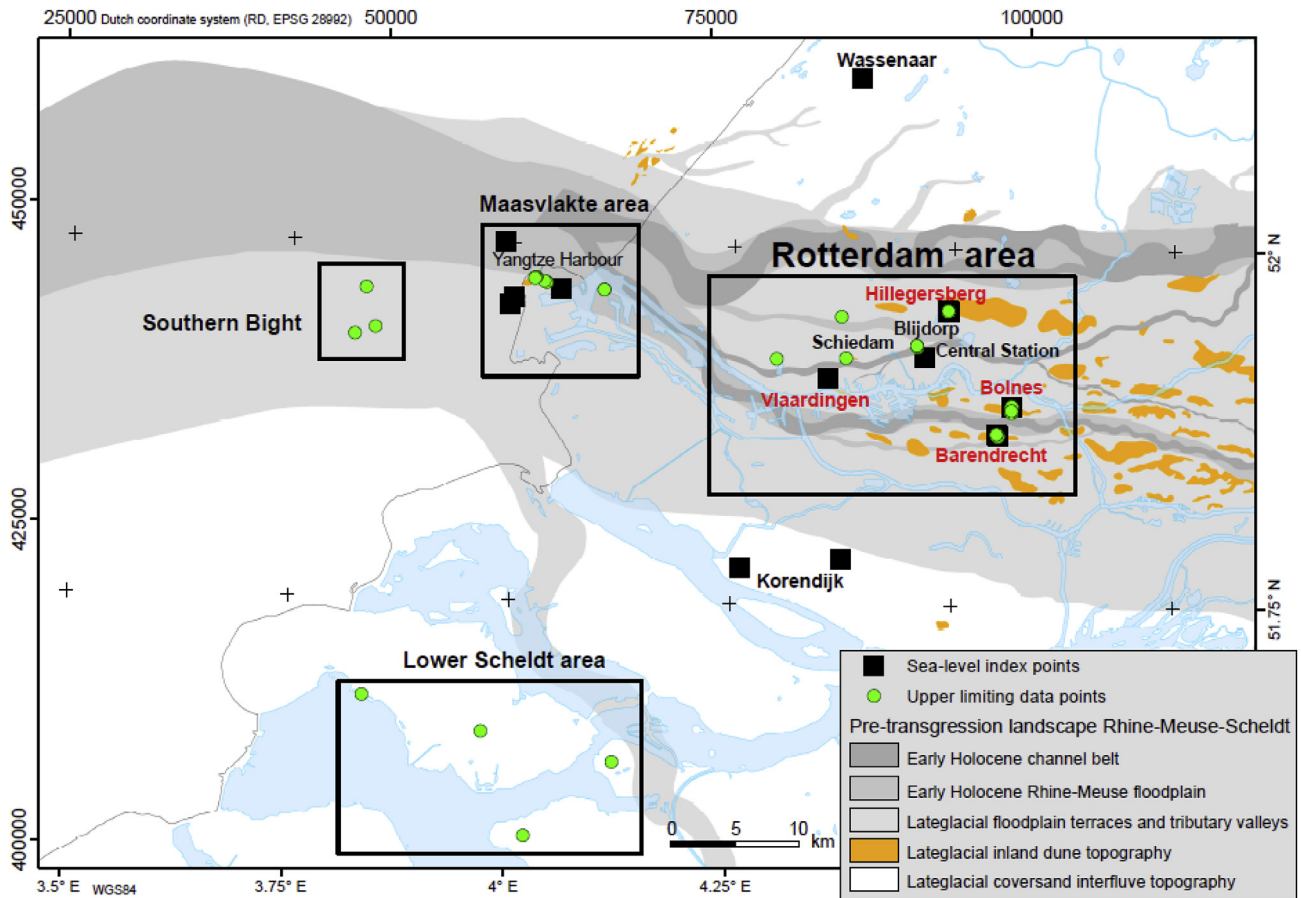 25000 Dutch coordinate system (RD, EPSG 28992) 50000 75000 100000
Wassenaar
450000
Maasvlakte area
Yangtze Harbour
Rotterdam area
52° N
Hillegersberg
Southern Bight
Blijdorp
Schiedam
Central Station
Vlaardingen
Bolnes
Barendrecht
425000
Korendijk
51.75° N
Lower Scheldt area
400000
0 5 10
km
Sea-level index points
Upper limiting data points
Pre-transgression landscape Rhine-Meuse-Scheldt
Early Holocene channel belt
Early Holocene Rhine-Meuse floodplain
Lateglacial floodplain terraces and tributary valleys
Lateglacial inland dune topography
Lateglacial coversand interfluve topography
3.5° E WGS84 3.75° E 4° E 4.25° E